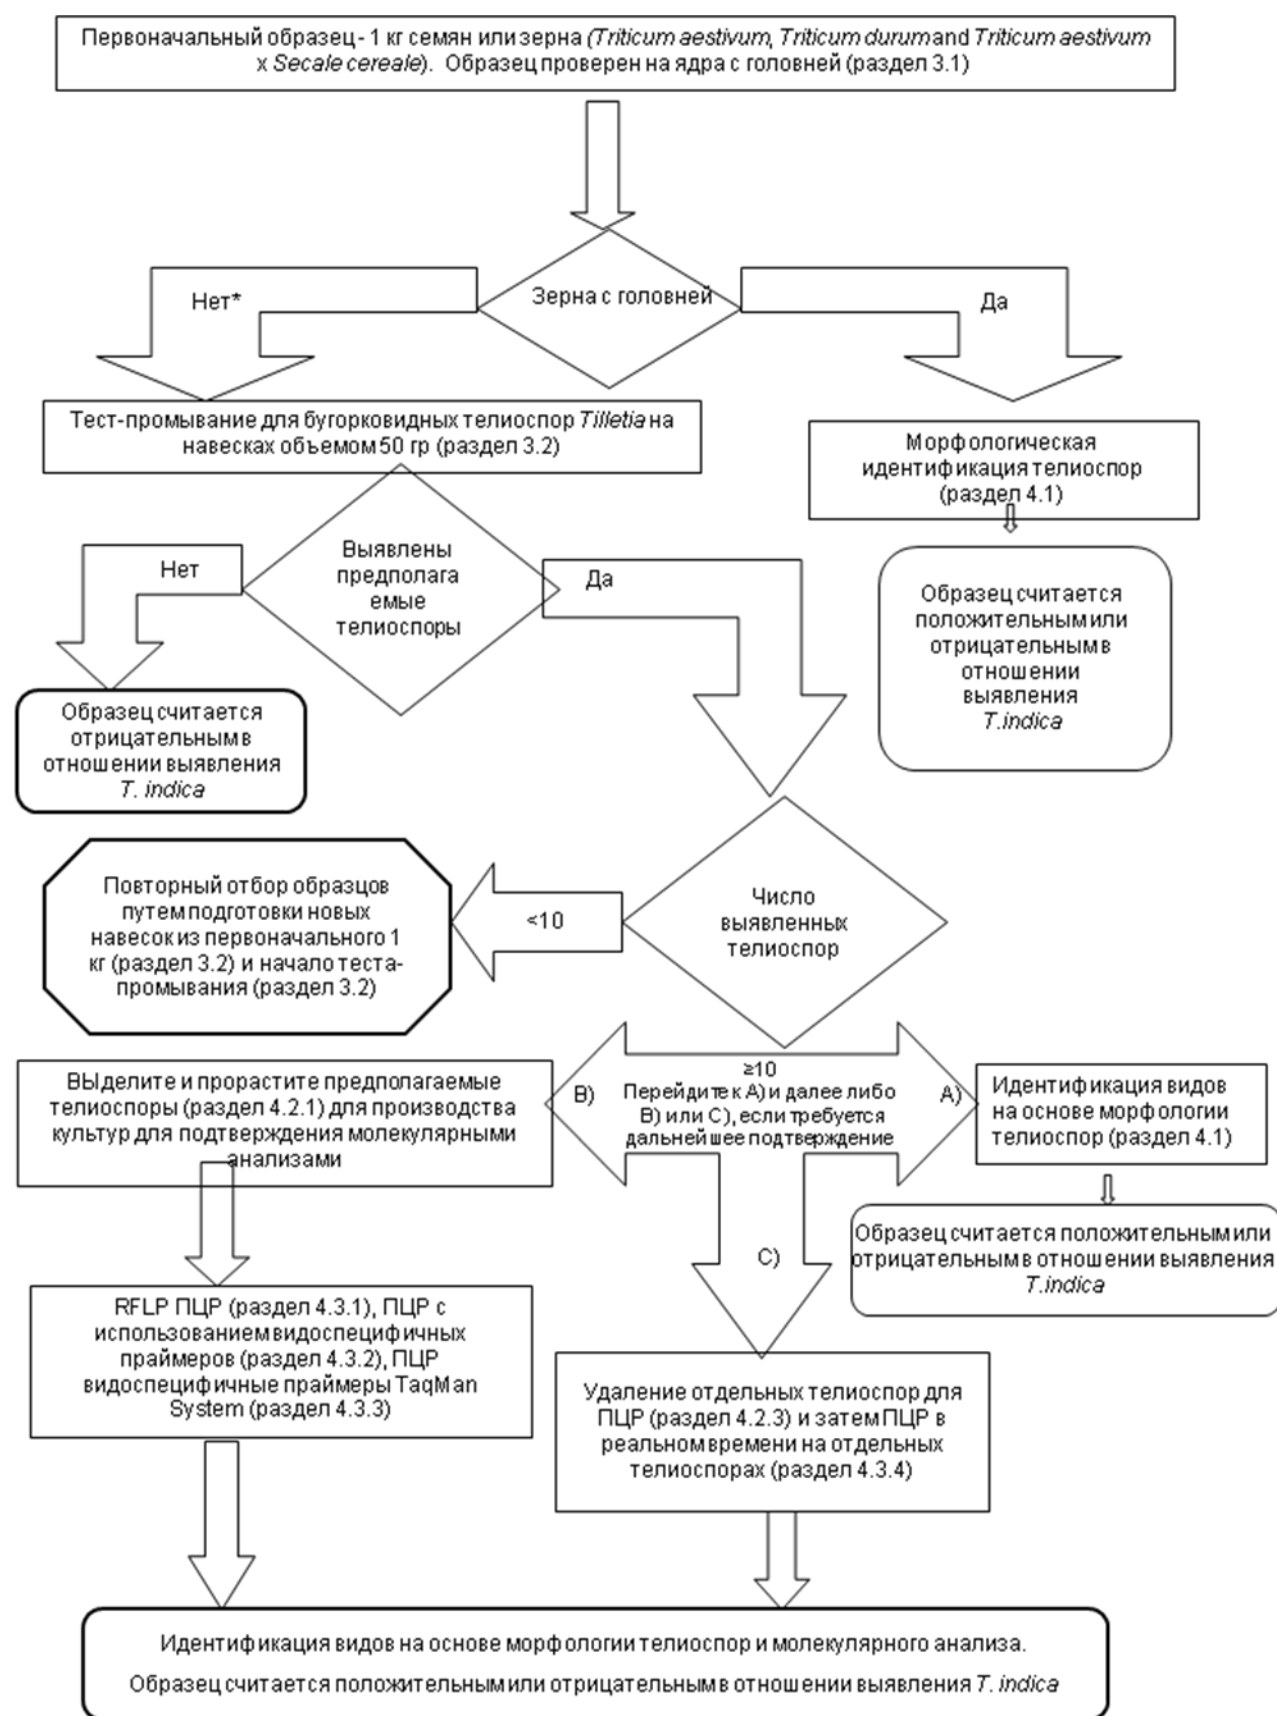 Первоначальный образец - 1 кг семян или зерна (Triticum aestivum, Triticum durum and Triticum aestivum
x Secale cereale). Образец проверен на ядра с головней (раздел 3.1)
Зерна с головней
Нет*
Да
Тест-промывание для бугорковидных телиоспор Tilletia на
навесках объемом 50 гр (раздел 3.2)
Морфологическая
идентификация телиоспор
(раздел 4.1)
Выявлены
предполага
емые
телиоспоры
Нет
Да
Образец считается
положительным или
отрицательным в
отношении
выявления
T.indica
Образец считается
отрицательным в
отношении выявления
T. indica
Повторный отбор образцов
путем подготовки новых
навесок из первоначального 1
кг (раздел 3.2) и начало теста-
промывания (раздел 3.2)
<10
Число
выявленных
телиоспор
ВЫделите и прорастите предполагаемые
телиоспоры (раздел 4.2.1) для производства
культур для подтверждения молекулярными
анализами
B)
≥10
Перейдите к A) и далее либо
B) или C), если требуется
дальнейшее подтверждение
A)
Идентификация видов
на основе морфологии
телиоспор (раздел 4.1)
C)
Образец считается положительным или
отрицательным в отношении выявления
T.indica
RFLP ПЦР (раздел 4.3.1), ПЦР с
использованием видоспецифичных
праймеров (раздел 4.3.2), ПЦР
видоспецифичные праймеры TaqMan
System (раздел 4.3.3)
Удаление отдельных телиоспор для
ПЦР (раздел 4.2.3) и затем ПЦР в
реальном времени на отдельных
телиоспорах (раздел 4.3.4)
Идентификация видов на основе морфологии телиоспор и молекулярного анализа.
Образец считается положительным или отрицательным в отношении выявления T. indica